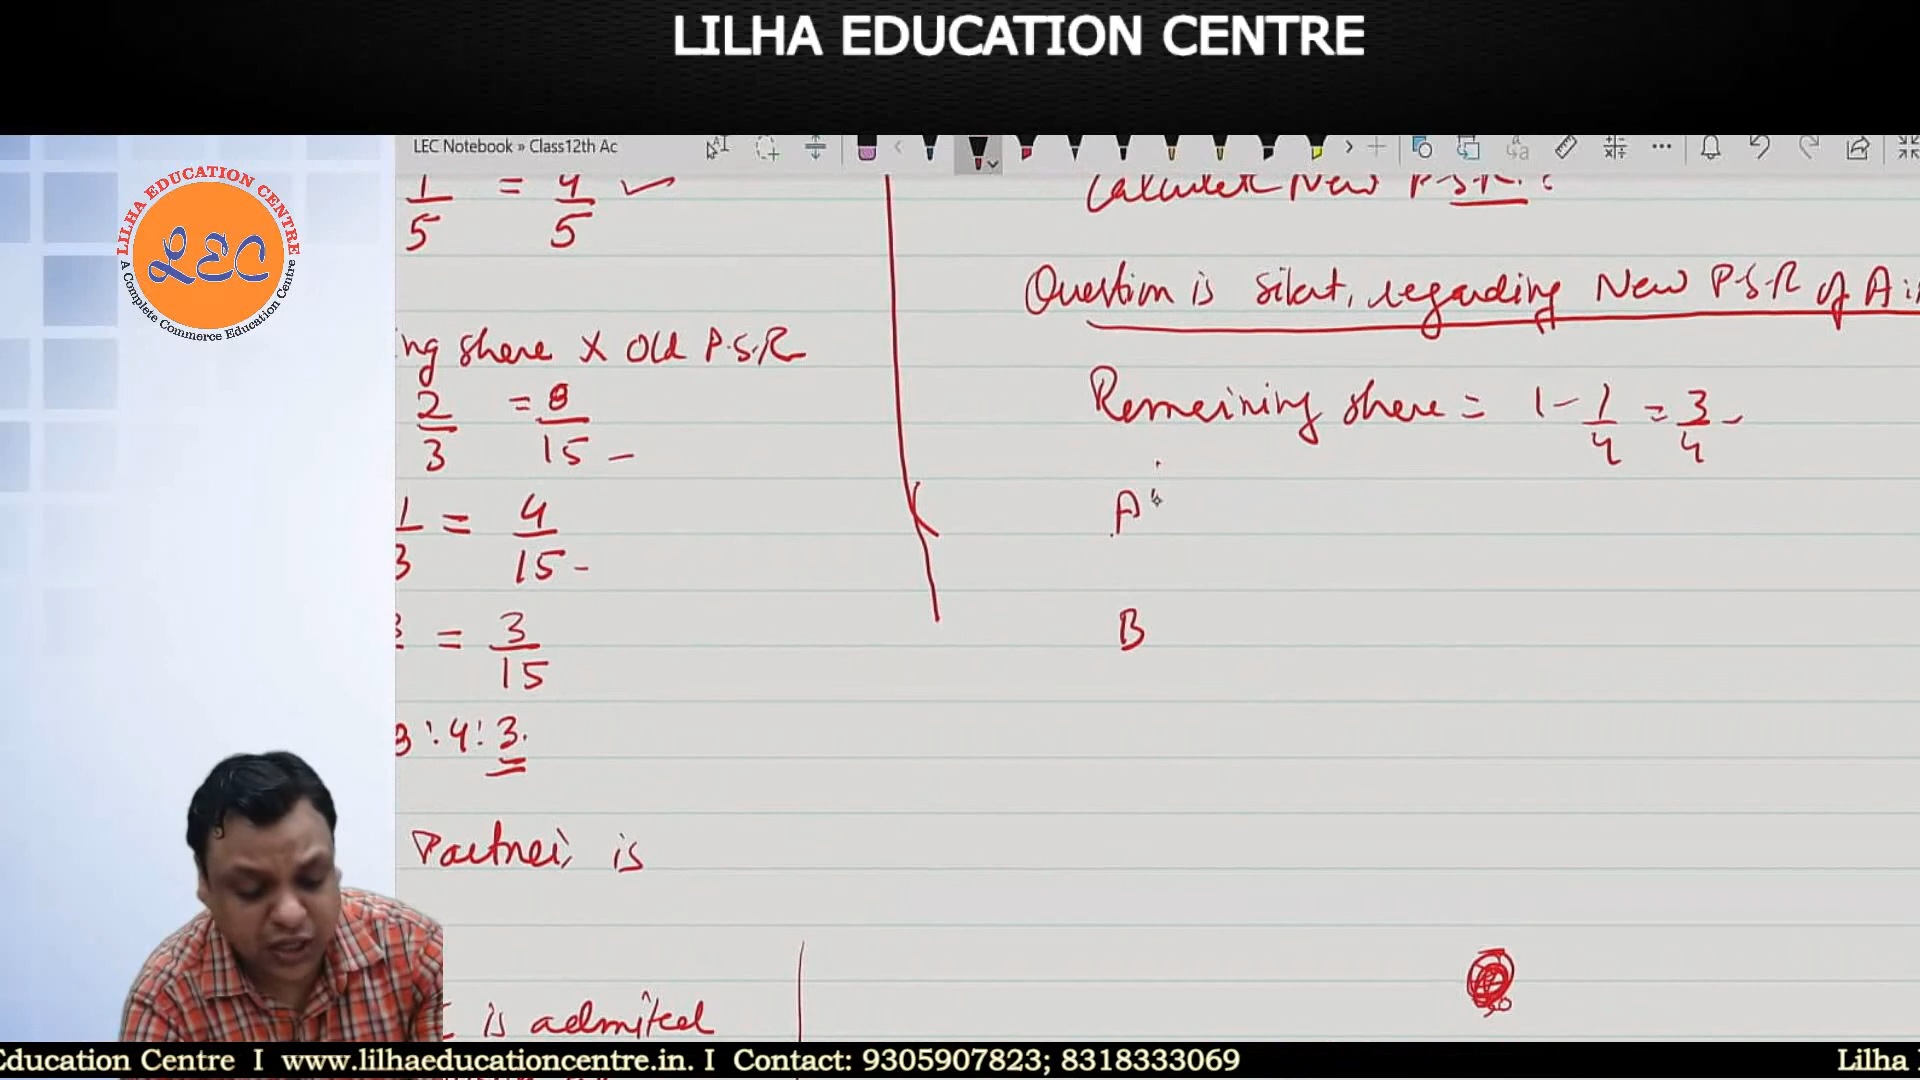 LILHA EDUCATION CENTRE
LEC Notebook » Class12th Ac
LILHA EDUCATION CENTRE
LEC
A Complete Commerce Education Centre
1/5 = 4/5
ng share X Old P.S.R
2/3 = 8/15 -
1/3 = 4/15 -
= 3/15
: 4 : 3.
Partner is
is admited
Calculate New P.S.R. :
Question is silent, regarding New P.S.R of A
Remaining share = 1 - 1/4 = 3/4 -
A
B
Education Centre I www.lilhaeducationcentre.in. I Contact: 9305907823; 8318333069
Lilha